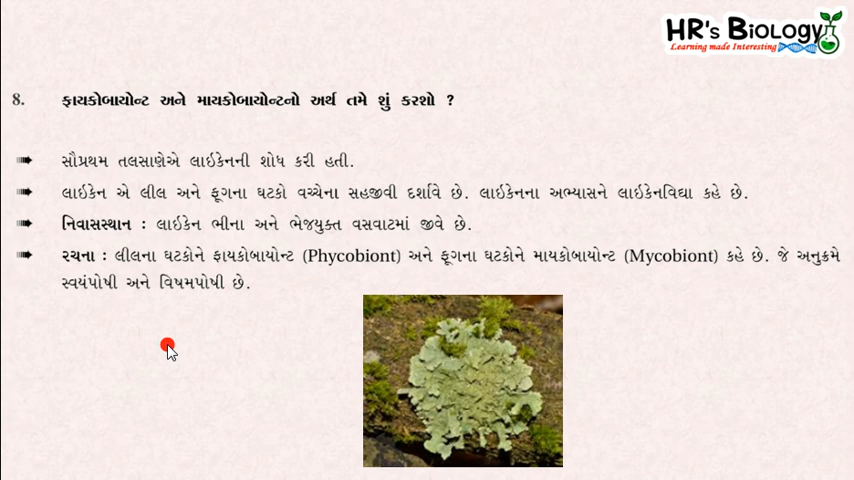 HR's Biology
Learning made Interesting
8. ફાયકોબાયોન્ટ અને માયકોબાયોન્ટનો અર્થ તમે શું કરશો ?
સૌપ્રથમ તલસાણેએ લાઇકેનની શોધ કરી હતી.
લાઇકેન એ લીલ અને ફૂગના ઘટકો વચ્ચેના સહજીવી દર્શાવે છે. લાઇકેનના અભ્યાસને લાઇકેનવિદ્યા કહે છે.
નિવાસસ્થાન : લાઇકેન ભીના અને ભેજયુક્ત વસવાટમાં જીવે છે.
રચના : લીલના ઘટકોને ફાયકોબાયોન્ટ (Phycobiont) અને ફૂગના ઘટકોને માયકોબાયોન્ટ (Mycobiont) કહે છે. જે અનુક્રમે
સ્વયંપોષી અને વિષમપોષી છે.